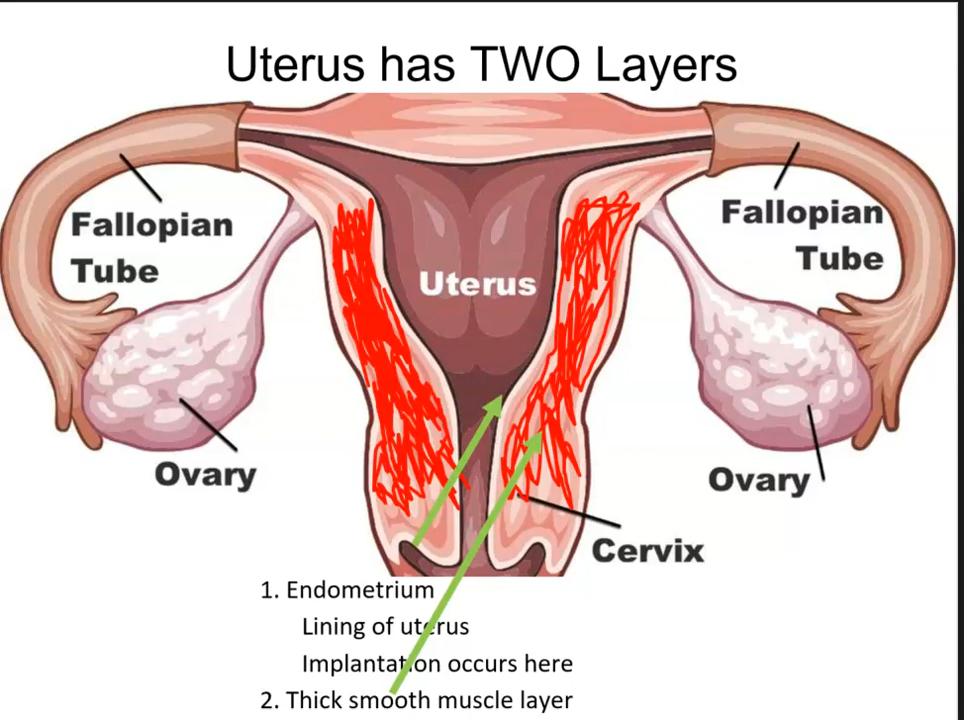 Uterus has TWO Layers
Fallopian
Tube
Fallopian
Tube
Uterus
Ovary
Ovary
Cervix
1. Endometrium
Lining of uterus
Implantation occurs here
2. Thick smooth muscle layer